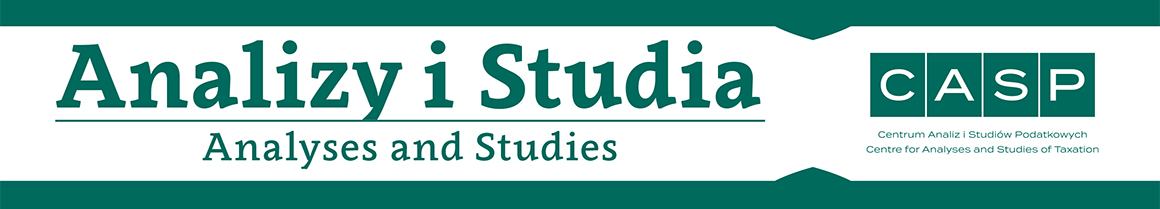 Analizy i Studia
Analyses and Studies
CASP
Centrum Analiz i Studiów Podatkowych
Centre for Analyses and Studies of Taxation